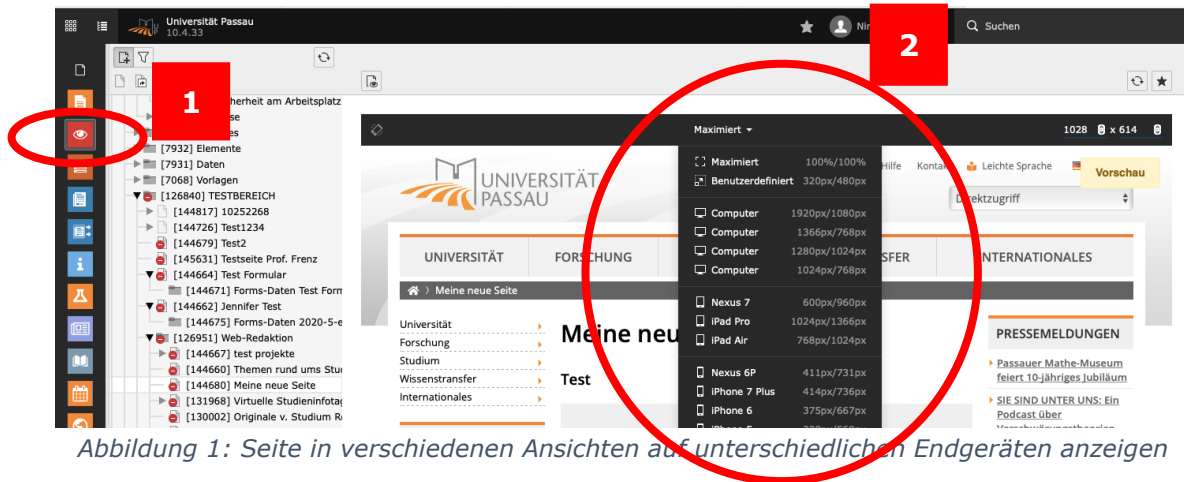 Universität Passau
10.4.33
Suchen
2
1
herheit am Arbeitsplatz
[7932] Elemente
[7931] Daten
[7068] Vorlagen
[126840] TESTBEREICH
[144817] 10252268
[144726] Test1234
[144679] Test2
[145631] Testseite Prof. Frenz
[144664] Test Formular
[144671] Forms-Daten Test Form
[144662] Jennifer Test
[144675] Forms-Daten 2020-5-e
[126951] Web-Redaktion
[144667] test projekte
[144660] Themen rund ums Stu
[144680] Meine neue Seite
[131968] Virtuelle Studieninfotag
[130002] Originale v. Studium R
Maximiert
1028 x 614
Maximiert 100%/100%
Benutzerdefiniert 320px/480px
Computer 1920px/1080px
Computer 1366px/768px
Computer 1280px/1024px
Computer 1024px/768px
Nexus 7 600px/960px
iPad Pro 1024px/1366px
iPad Air 768px/1024px
Nexus 6P 411px/731px
iPhone 7 Plus 414px/736px
iPhone 6 375px/667px
UNIVERSITÄT
PASSAU
Hilfe Kontak Leichte Sprache
Vorschau
Direktzugriff
UNIVERSITÄT FORSCHUNG SFER INTERNATIONALES
Meine neue Seite
Universität
Forschung
Studium
Wissenstransfer
Internationales
Meine neu
Test
PRESSEMELDUNGEN
Passauer Mathe-Museum
feiert 10-jähriges Jubiläum
SIE SIND UNTER UNS: Ein
Podcast über
Abbildung 1: Seite in verschiedenen Ansichten auf unterschiedlichen Endgeräten anzeigen